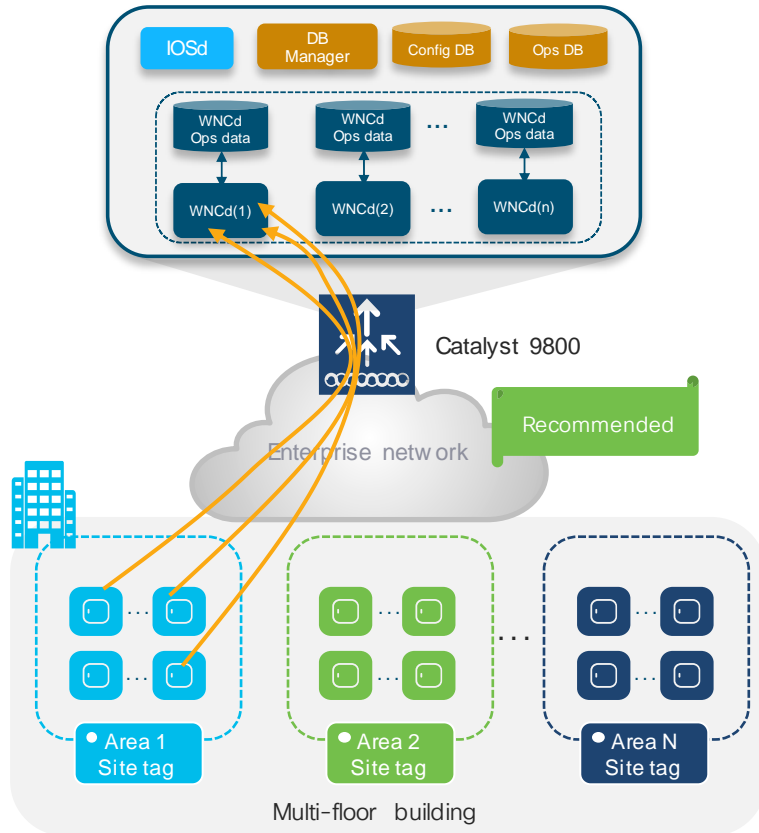 IOSd
DB
Manager
Config DB
Ops DB
WNCd
Ops data
WNCd
Ops data
...
WNCd
Ops data
WNCd(1)
WNCd(2)
...
WNCd(n)
Catalyst 9800
Recommended
Enterprise network
...
...
...
...
...
...
...
Area 1
Site tag
Area 2
Site tag
Area N
Site tag
Multi-floor building